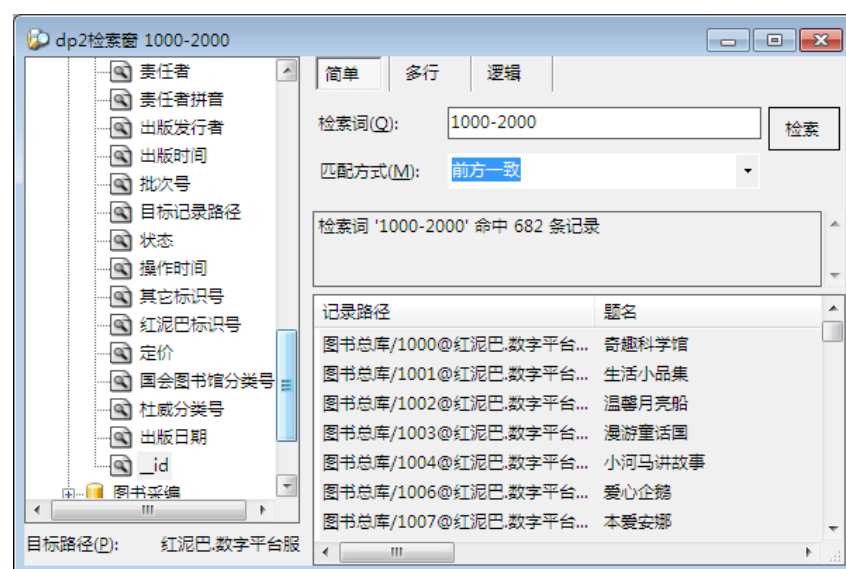 dp2检索窗 1000-2000
责任者
责任者拼音
出版发行者
出版时间
批次号
目标记录路径
状态
操作时间
其它标识号
红泥巴标识号
定价
国会图书馆分类号
杜威分类号
出版日期
__id
图书采编
目标路径(P): 红泥巴.数字平台服
简单 多行 逻辑
检索词(Q): 1000-2000 检索
匹配方式(M): 前方一致
检索词 '1000-2000' 命中 682 条记录
记录路径 题名
图书总库/1000@红泥巴.数字平台... 奇趣科学馆
图书总库/1001@红泥巴.数字平台... 生活小品集
图书总库/1002@红泥巴.数字平台... 温馨月亮船
图书总库/1003@红泥巴.数字平台... 漫游童话国
图书总库/1004@红泥巴.数字平台... 小河马讲故事
图书总库/1006@红泥巴.数字平台... 爱心企鹅
图书总库/1007@红泥巴.数字平台... 本爱安娜